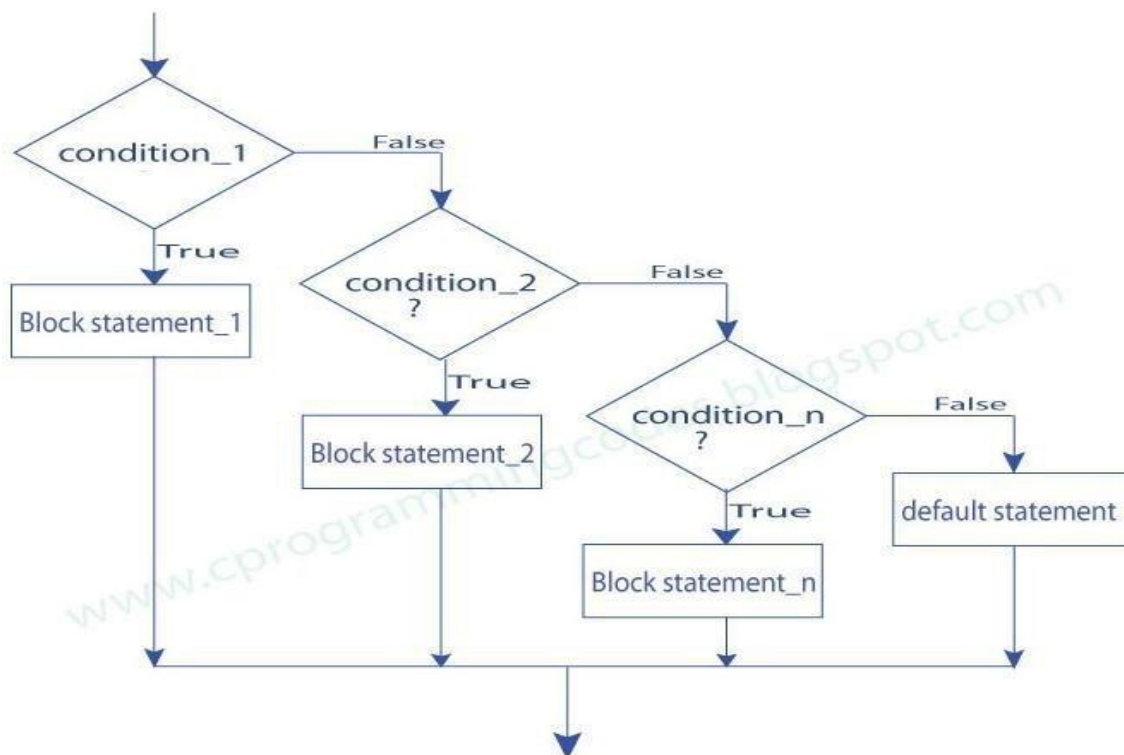 condition_1
False
True
Block statement_1
condition_2
?
False
True
Block statement_2
condition_n
?
False
True
Block statement_n
default statement
www.cprogrammingcodes.blogspot.com